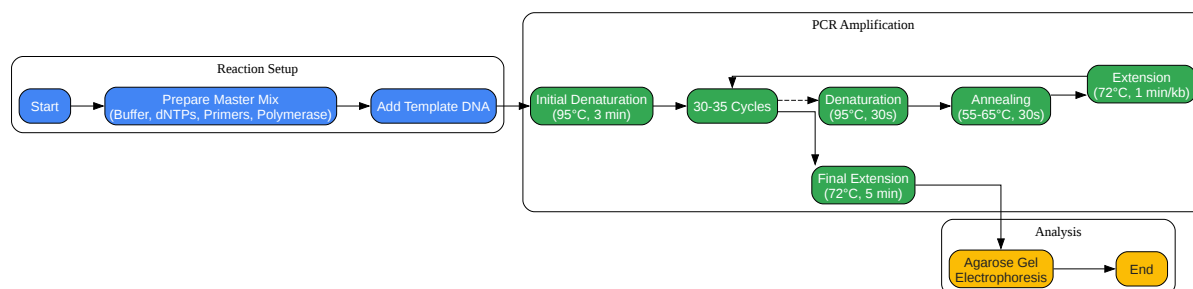 Reaction Setup
Start
Prepare Master Mix
(Buffer, dNTPs, Primers, Polymerase)
Add Template DNA
PCR Amplification
Initial Denaturation
(95°C, 3 min)
30-35 Cycles
Denaturation
(95°C, 30s)
Annealing
(55-65°C, 30s)
Extension
(72°C, 1 min/kb)
Final Extension
(72°C, 5 min)
Analysis
Agarose Gel
Electrophoresis
End